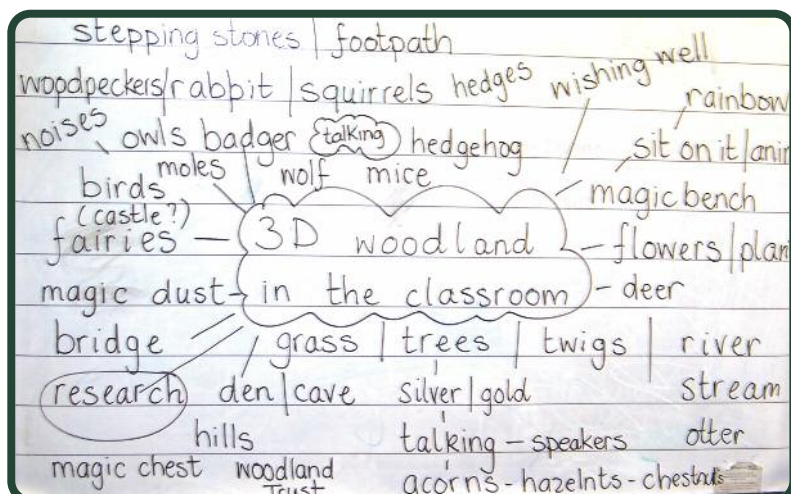 stepping stones | footpath
woodpeckers/rabbit | squirrels hedges wishing well
rainbow
noises owls badger talking hedgehog sit on it |
birds moles wolf mice magic bench
(castle?)
fairies — 3D woodland – flowers |
magic dust – in the classroom – deer
bridge grass | trees | twigs | river
research den | cave silver | gold stream
hills talking – speakers otter
magic chest woodland acorns - hazelnts - chestnuts
Trust